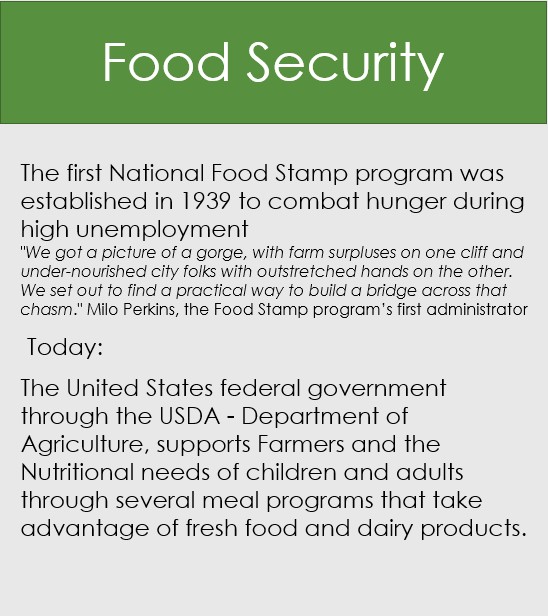 Food Security
The first National Food Stamp program was
established in 1939 to combat hunger during
high unemployment
"We got a picture of a gorge, with farm surpluses on one cliff and
under-nourished city folks with outstretched hands on the other.
We set out to find a practical way to build a bridge across that
chasm." Milo Perkins, the Food Stamp program’s first administrator
Today:
The United States federal government
through the USDA - Department of
Agriculture, supports Farmers and the
Nutritional needs of children and adults
through several meal programs that take
advantage of fresh food and dairy products.